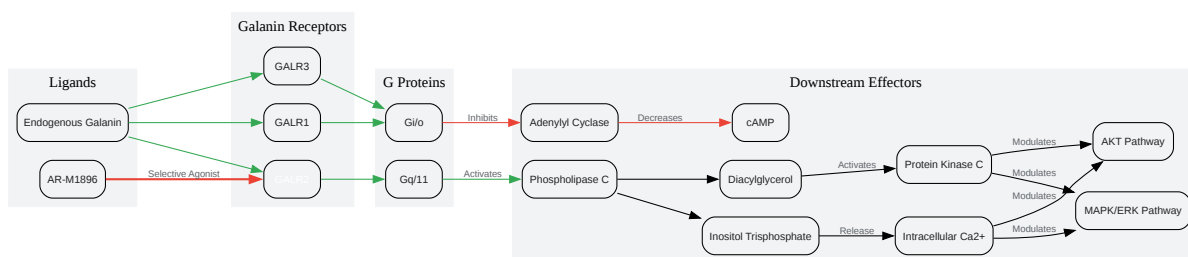 Galanin Receptors
Ligands
G Proteins
Downstream Effectors
GALR3
Endogenous Galanin
GALR1
Gi/o
Inhibits
Adenylyl Cyclase
Decreases
cAMP
AR-M1896
Selective Agonist
GALR2
Gq/11
Activates
Phospholipase C
Diacylglycerol
Activates
Protein Kinase C
Modulates
AKT Pathway
Modulates
Modulates
MAPK/ERK Pathway
Inositol Trisphosphate
Release
Intracellular Ca2+
Modulates